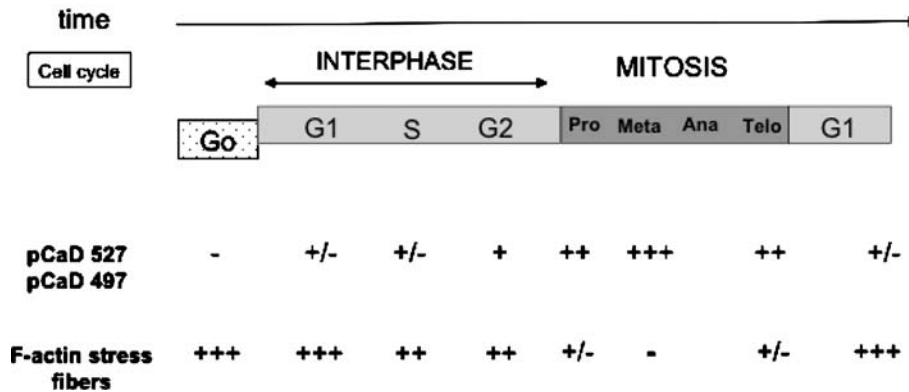 time
Cell cycle
INTERPHASE MITOSIS
Go G1 S G2 Pro Meta Ana Telo G1
pCaD 527 - +/- +/- + ++ +++ ++ +/-
pCaD 497
F-actin stress +++ +++ ++ ++ +/- - +/- +++
fibers